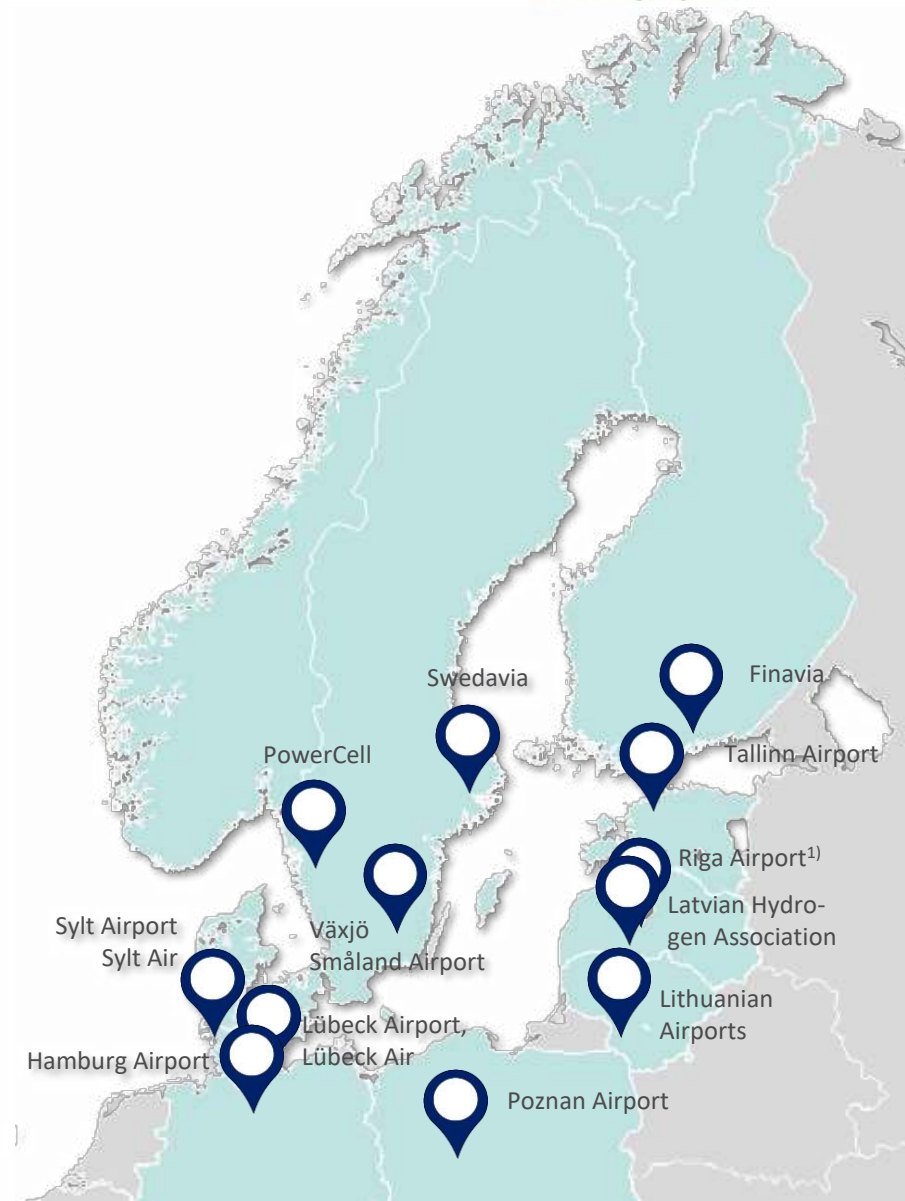 Swedavia
Finavia
PowerCell
Tallinn Airport
Riga Airport1)
Latvian Hydro-
gen Association
Sylt Airport
Sylt Air
Växjö
Småland Airport
Lithuanian
Airports
Lübeck Airport,
Lübeck Air
Hamburg Airport
Poznan Airport